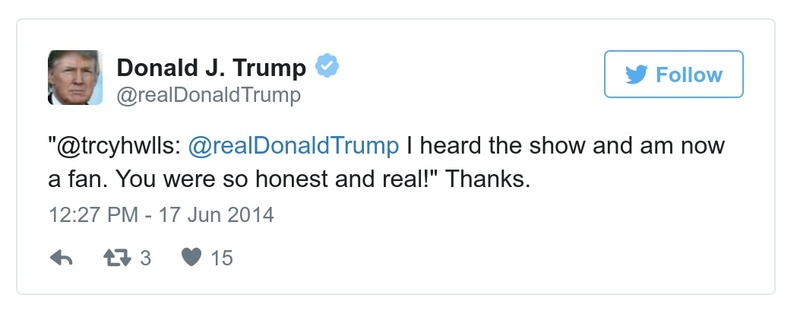 Donald J. Trump
@realDonaldTrump
Follow
"@trcyhwlls: @realDonaldTrump I heard the show and am now
a fan. You were so honest and real!" Thanks.
12:27 PM - 17 Jun 2014
3 15